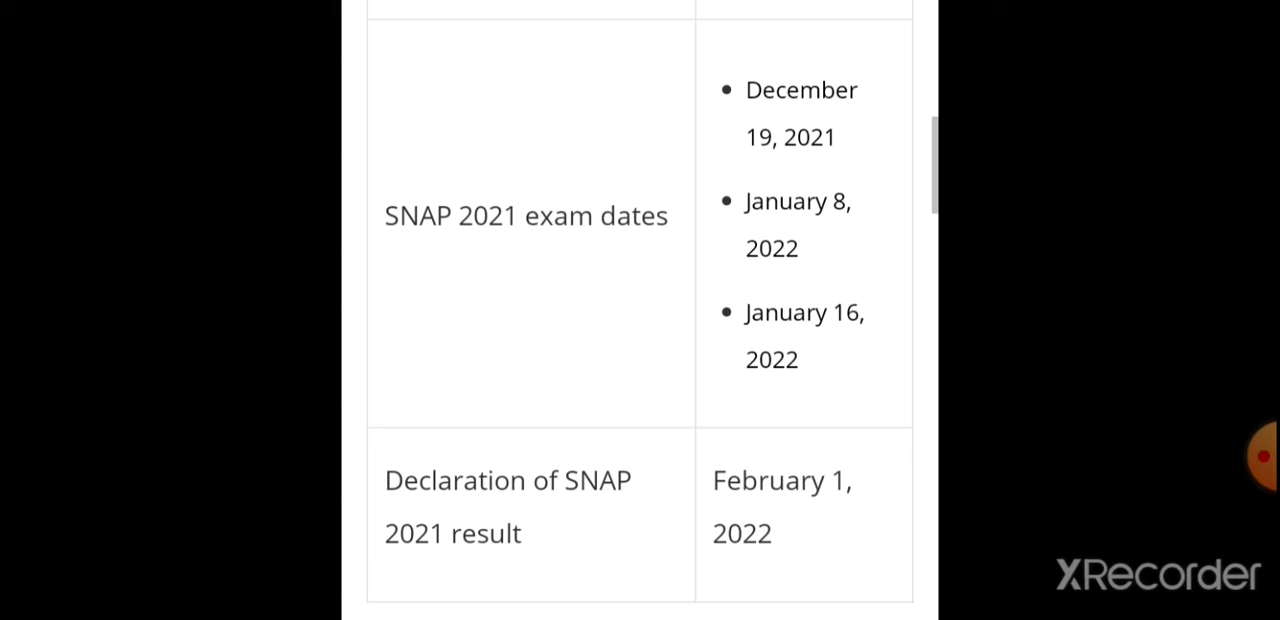 December
19, 2021
January 8,
2022
SNAP 2021 exam dates
January 16,
2022
Declaration of SNAP
2021 result
February 1,
2022
XRecorder